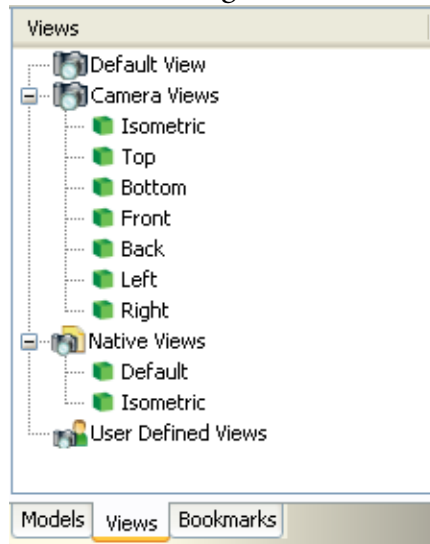 Views
Default View
Camera Views
Isometric
Top
Bottom
Front
Back
Left
Right
Native Views
Default
Isometric
User Defined Views
Models Views Bookmarks